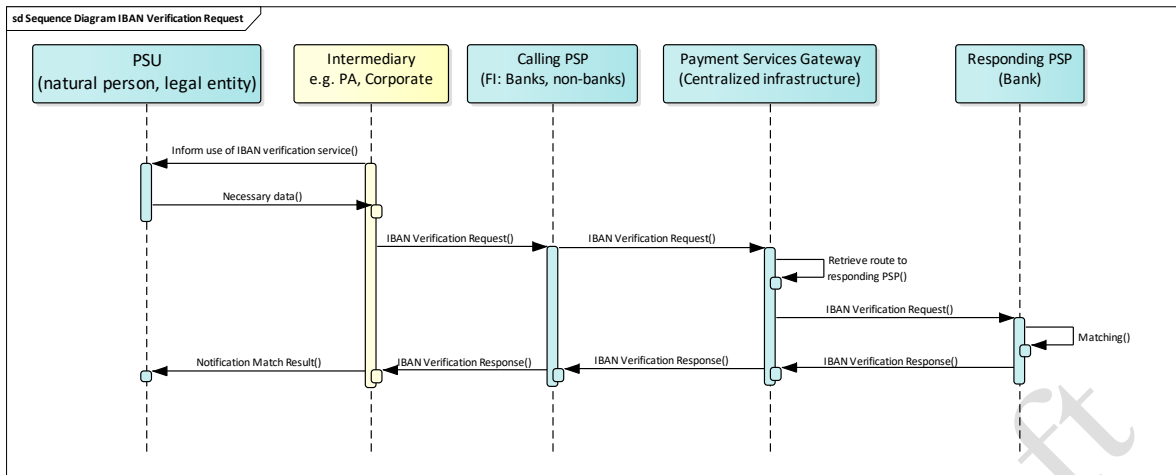 sd Sequence Diagram IBAN Verification Request
PSU
(natural person, legal entity)
Intermediary
e.g. PA, Corporate
Calling PSP
(FI: Banks, non-banks)
Payment Services Gateway
(Centralized infrastructure)
Responding PSP
(Bank)
Inform use of IBAN verification service()
Necessary data()
IBAN Verification Request()
IBAN Verification Request()
Retrieve route to
responding PSP()
IBAN Verification Request()
Matching()
IBAN Verification Response()
IBAN Verification Response()
IBAN Verification Response()
Notification Match Result()
ft